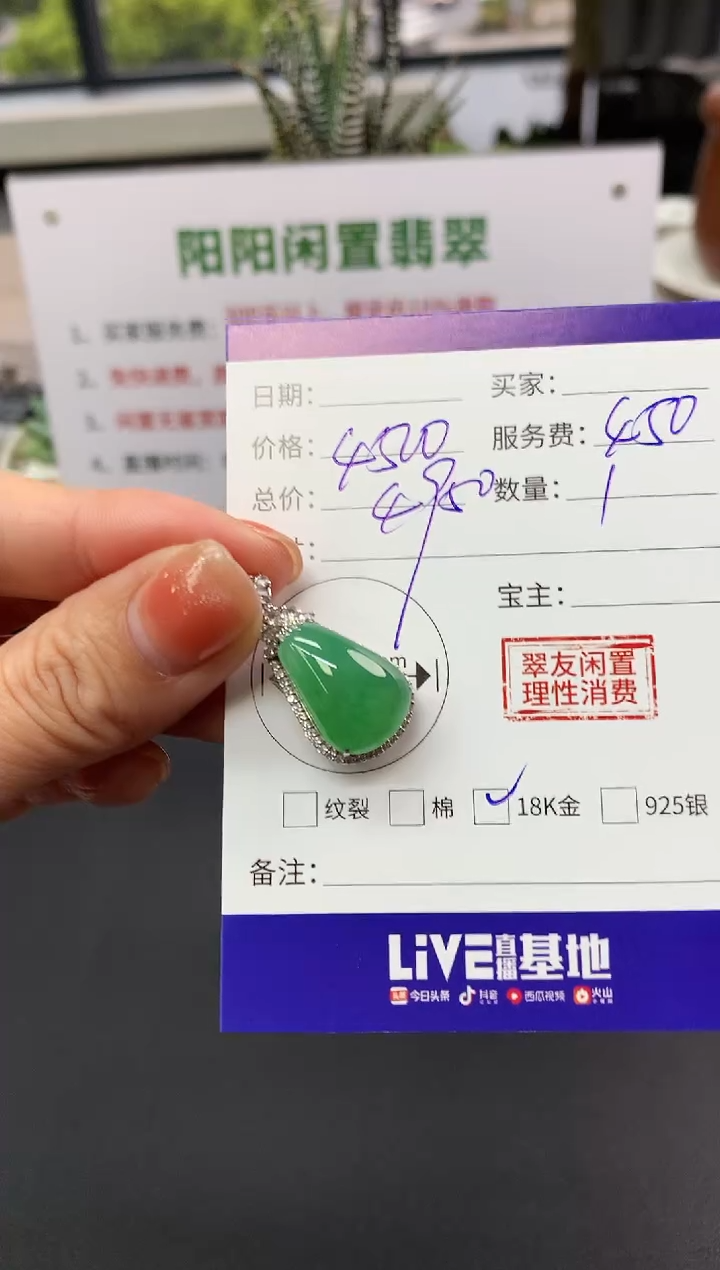 阳阳闲置翡翠
1、买家服务费：
2、
3、
4、直播时间：
日期： 买家：
价格：4500 服务费：450
总价：4950 数量：1
宝主：
m
翠友闲置
理性消费
纹裂 棉 18K金 925银
备注：
LiVE直播基地
今日头条 抖音 西瓜视频 火山